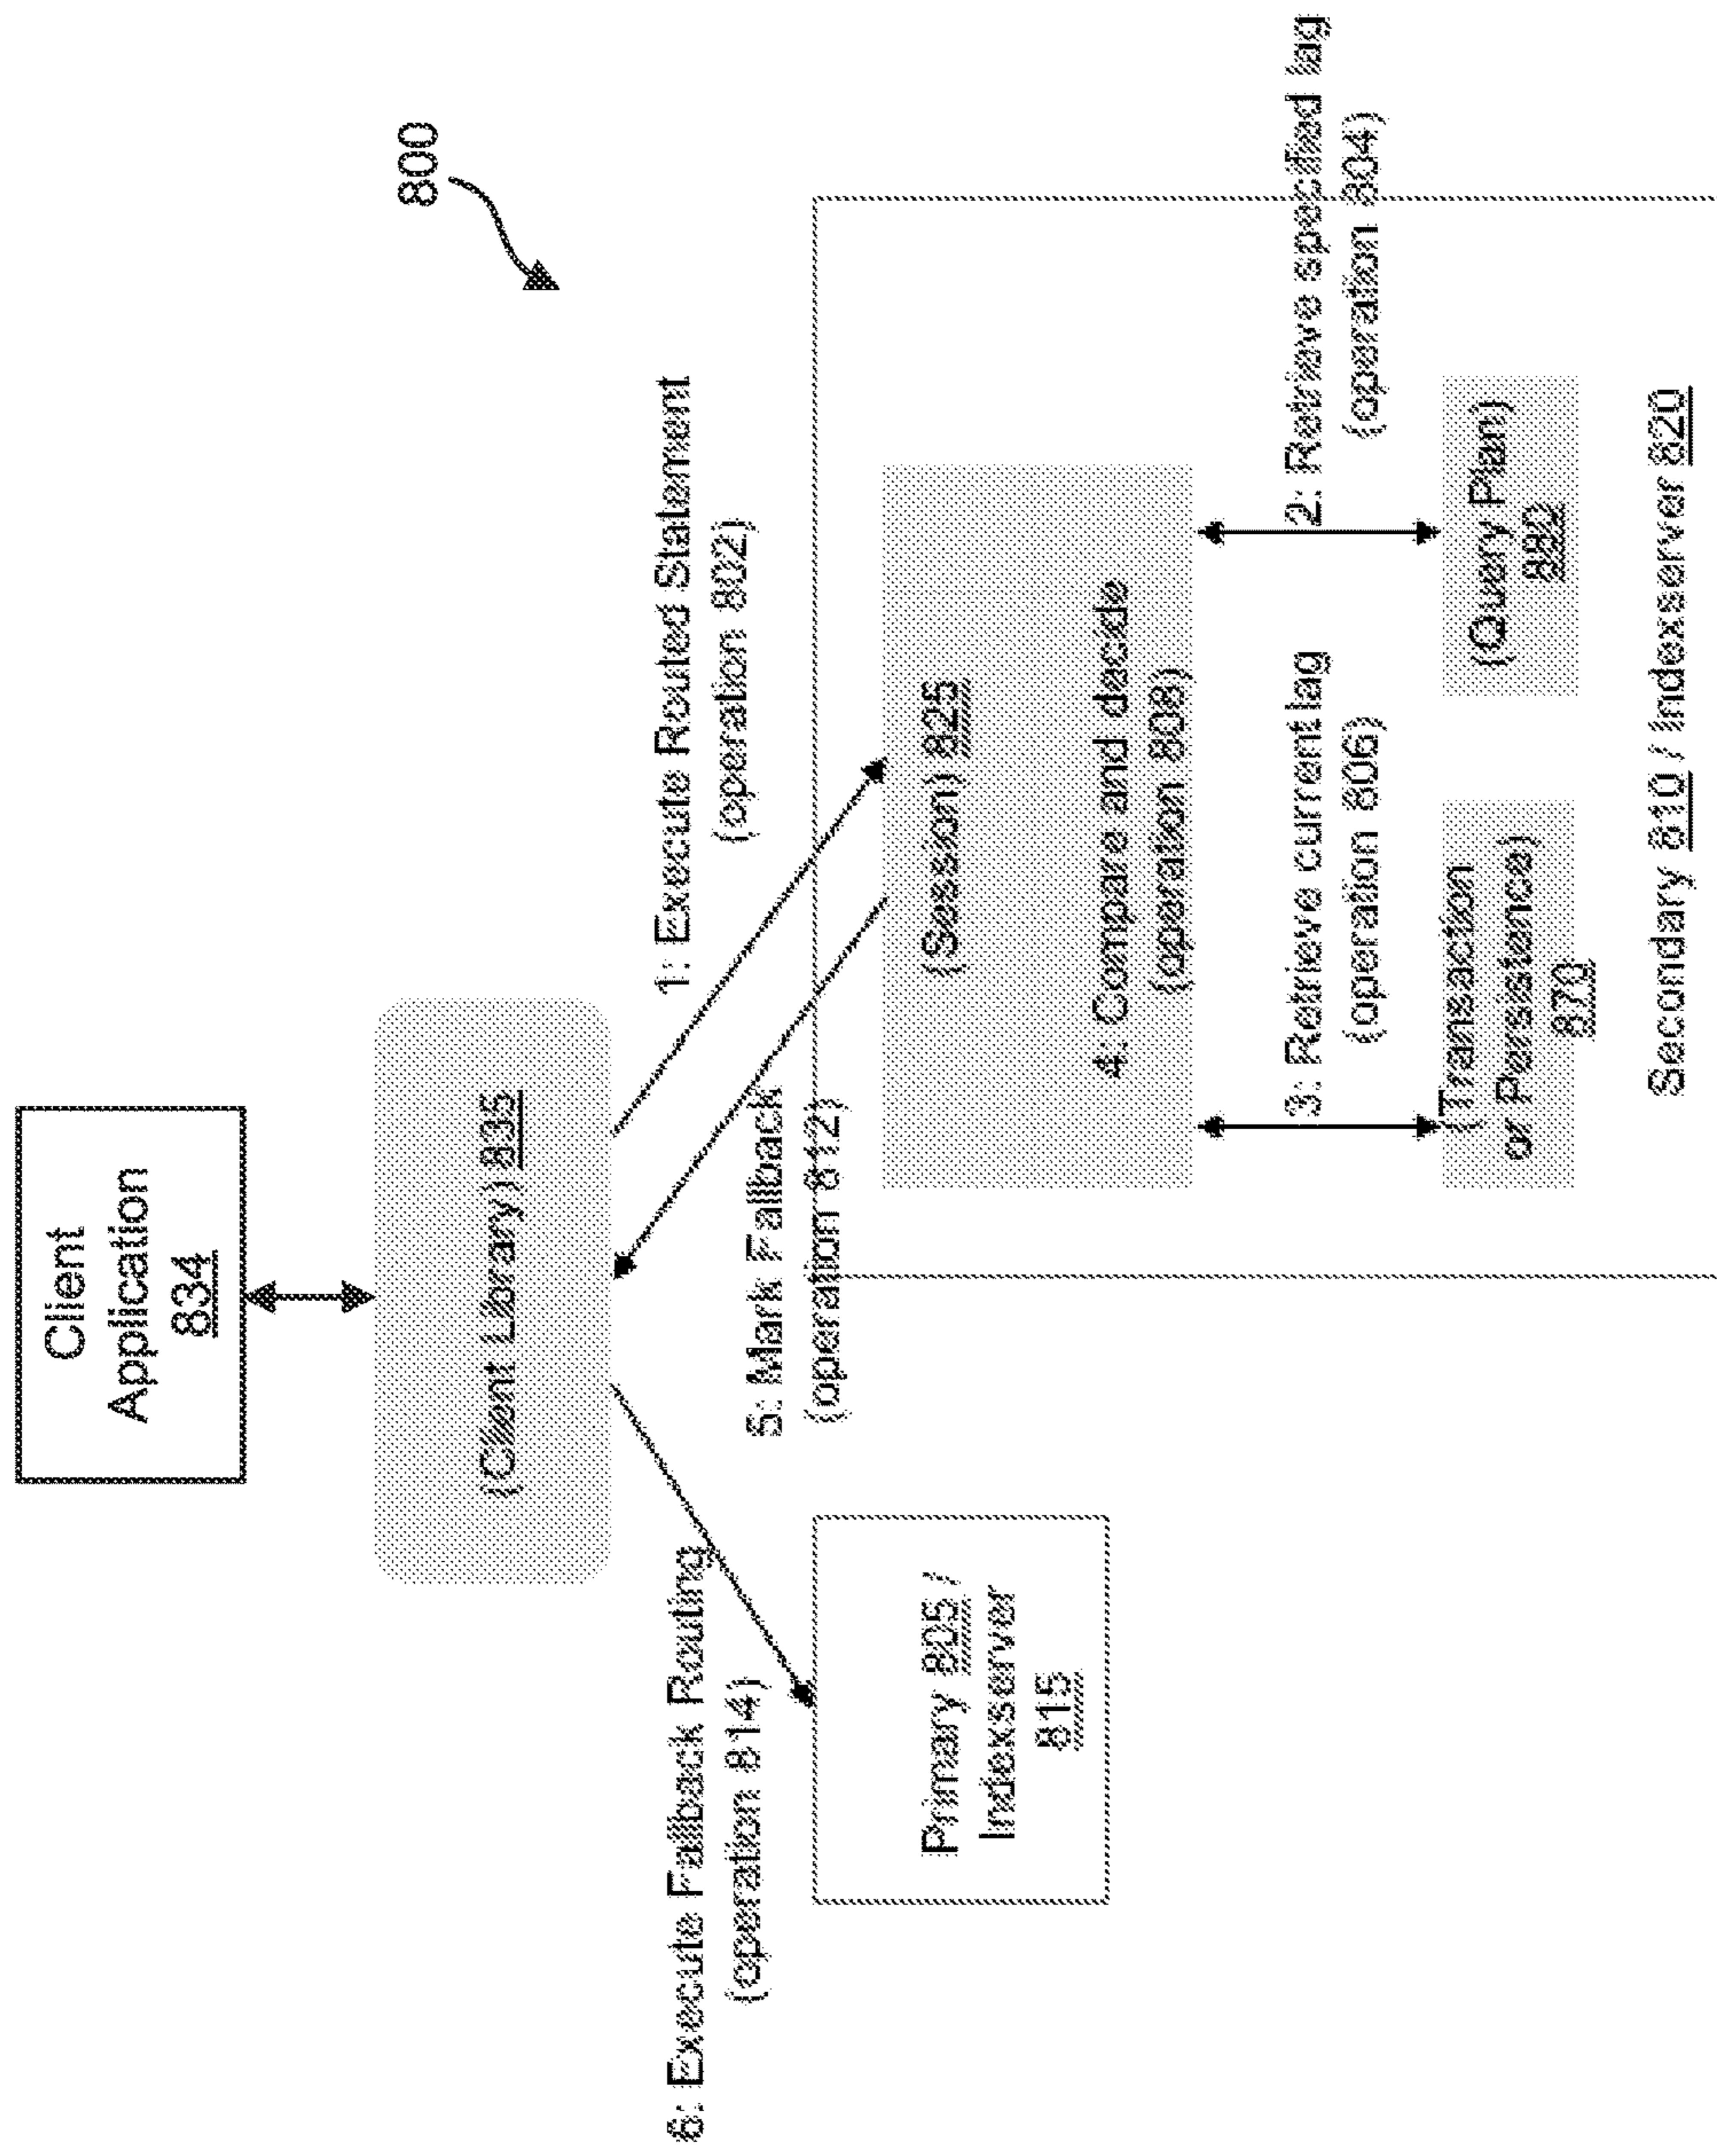 800
Client
Application
834
(Client Library) 835
1: Execute Routed Statement
(operation 802)
5: Mark Fallback
(operation 812)
6: Execute Fallback Routing
(operation 814)
Primary 805 /
Indexserver
815
(Session) 825
4: Compare and decide
(operation 808)
3: Retrieve current lag
(operation 806)
2: Retrieve specified lag
(operation 804)
(Transaction
or Persistence)
870
(Query Plan)
880
Secondary 810 / Indexserver 820